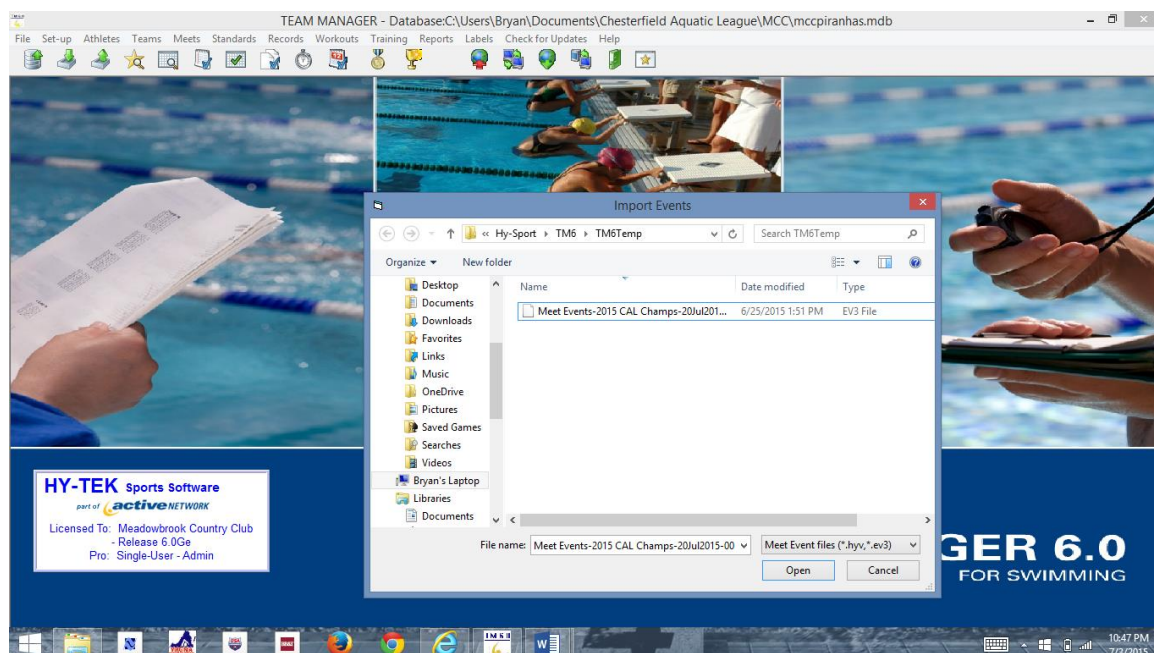 TEAM MANAGER - Database:C:\Users\Bryan\Documents\Chesterfield Aquatic League\MCC\mccpiranhas.mdb
File Set-up Athletes Teams Meets Standards Records Workouts Training Reports Labels Check for Updates Help
Import Events
« Hy-Sport TM6 TM6Temp
Search TM6Temp
Organize New folder
Name Date modified Type
Meet Events-2015 CAL Champs-20Jul201... 6/25/2015 1:51 PM EV3 File
Desktop
Documents
Downloads
Favorites
Links
Music
OneDrive
Pictures
Saved Games
Searches
Videos
Bryan's Laptop
Libraries
Documents
File name: Meet Events-2015 CAL Champs-20Jul2015-00 Meet Event files (*.hyv,*.ev3)
Open Cancel
HY-TEK Sports Software
part of active NETWORK
Licensed To: Meadowbrook Country Club
- Release 6.0Ge
Pro: Single-User - Admin
GER 6.0
FOR SWIMMING
10:47 PM
7/2/2015